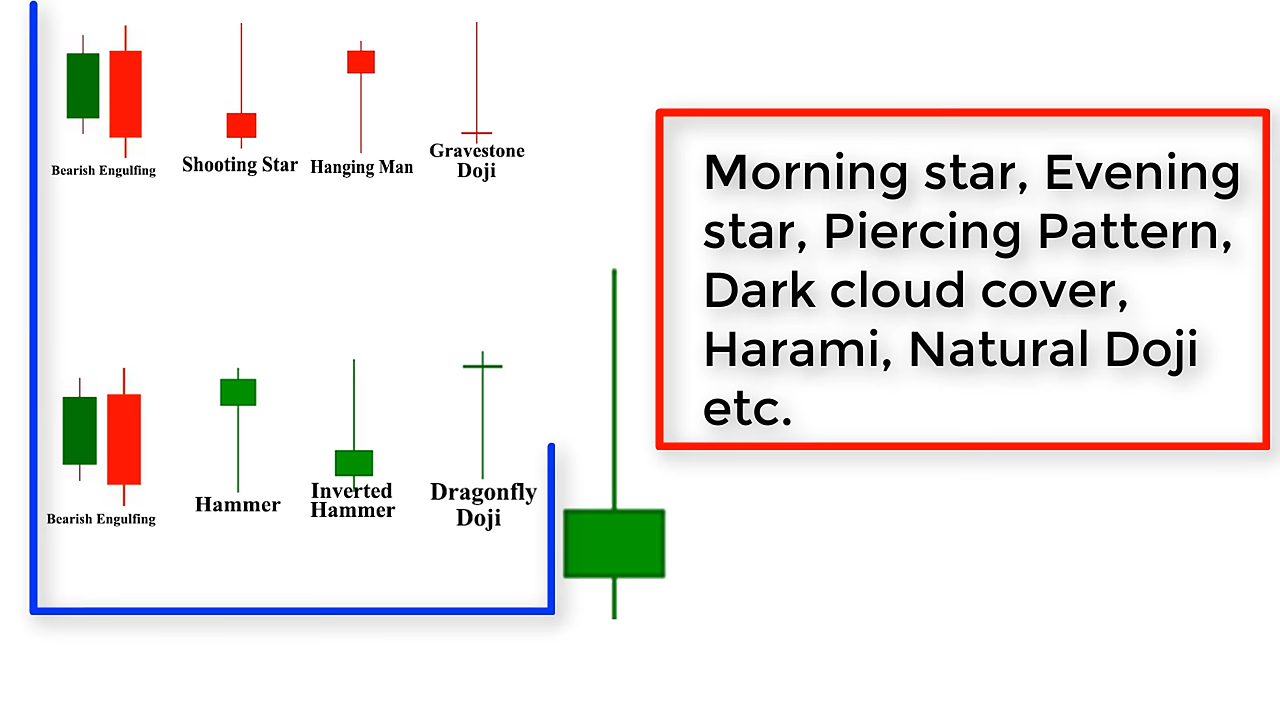 Bearish Engulfing
Shooting Star
Hanging Man
Gravestone
Doji
Morning star, Evening
star, Piercing Pattern,
Dark cloud cover,
Harami, Natural Doji
etc.
Bearish Engulfing
Hammer
Inverted
Hammer
Dragonfly
Doji